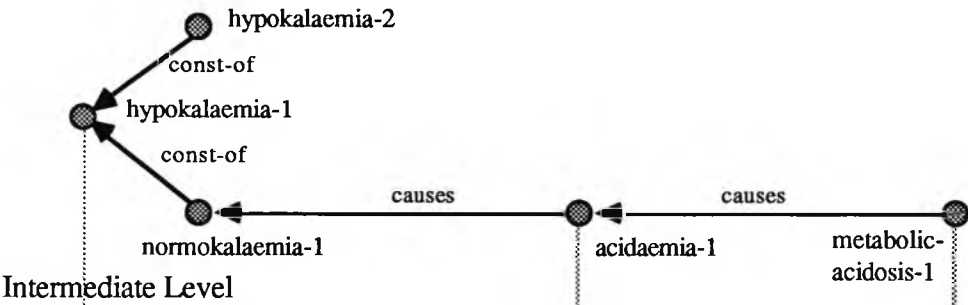 hypokalaemia-2
const-of
hypokalaemia-1
const-of
causes
causes
normokalaemia-1
acidaemia-1
metabolic-
acidosis-1
Intermediate Level